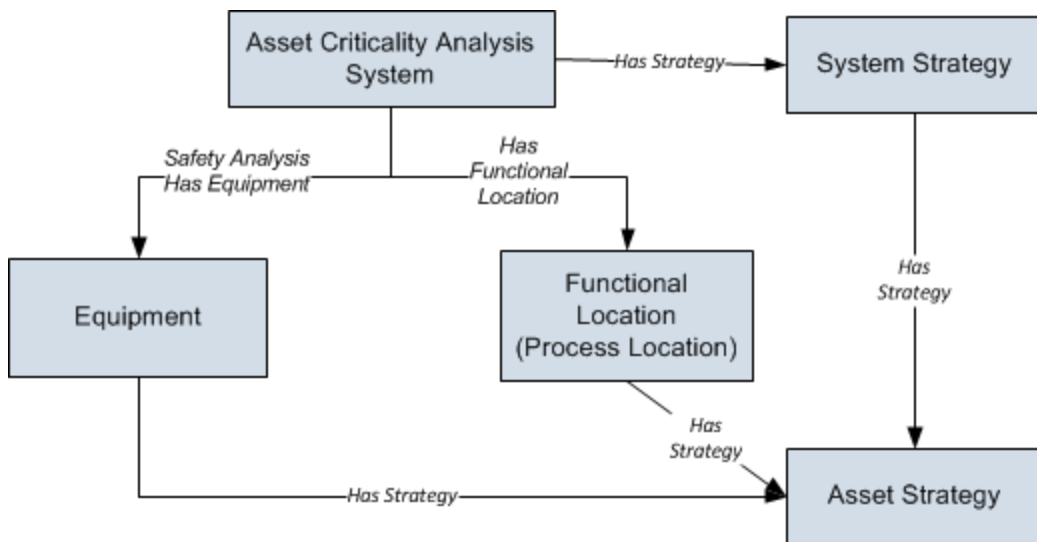 Asset Criticality Analysis
System
Has Strategy
System Strategy
Safety Analysis
Has Equipment
Has
Functional
Location
Equipment
Functional
Location
(Process Location)
Has
Strategy
Has
Strategy
Has Strategy
Asset Strategy